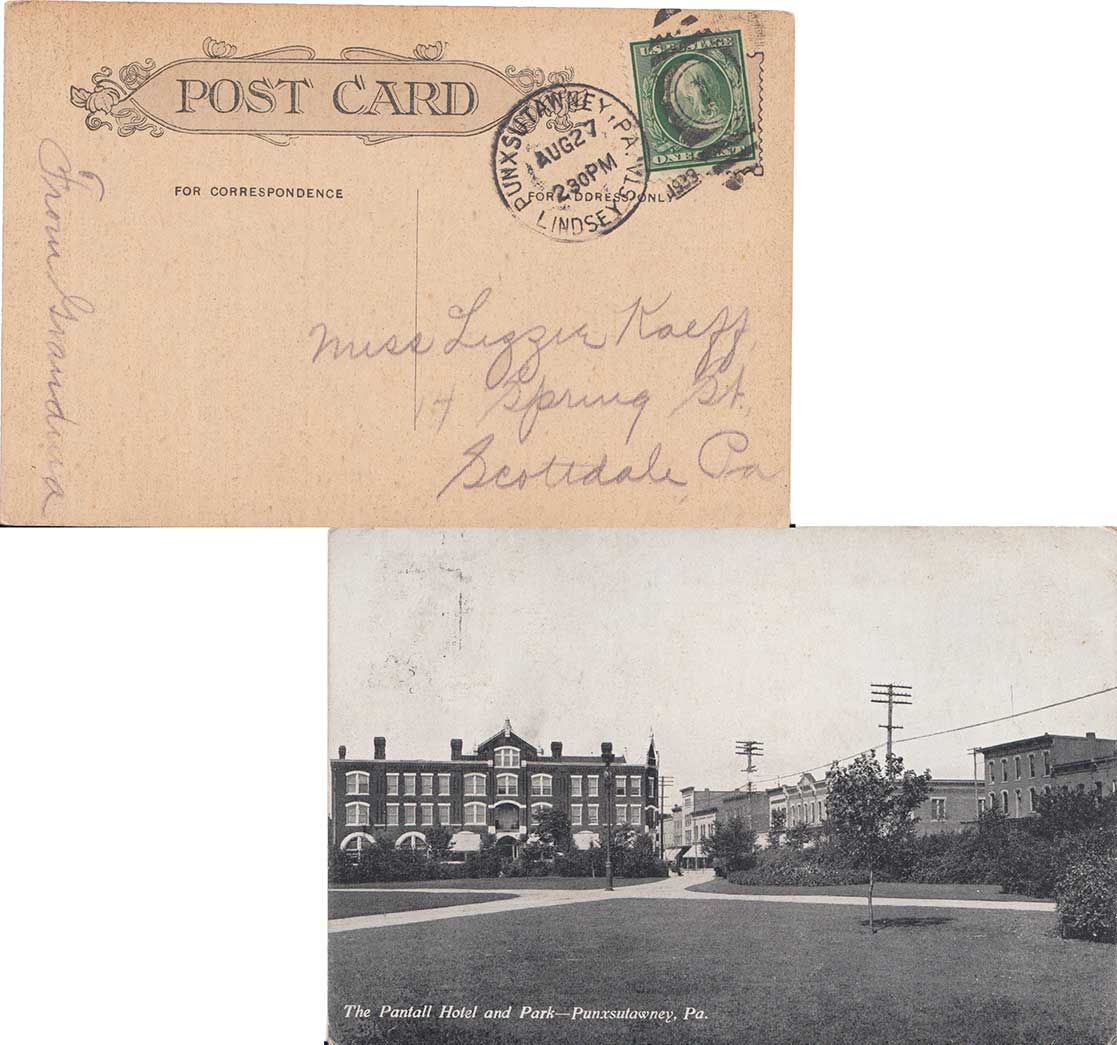 POST CARD
FOR CORRESPONDENCE
FOR ADDRESS ONLY
PUNXSUTAWNEY, PA.
AUG 27
2 30 PM
LINDSEY STA
U.S. POSTAGE
ONE CENT
From Grandma
Miss Lizzie Kaeff,
14 Spring St,
Scottdale Pa
The Pantall Hotel and Park—Punxsutawney, Pa.